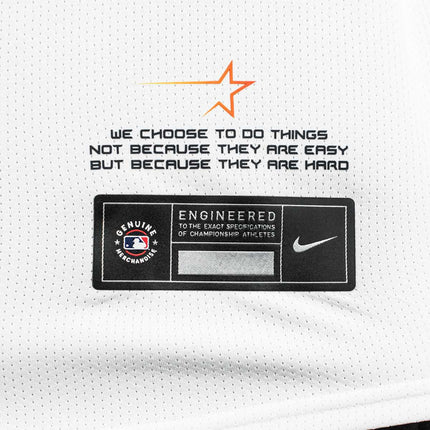 WE CHOOSE TO DO THINGS
NOT BECAUSE THEY ARE EASY
BUT BECAUSE THEY ARE HARD
GENUINE
MERCHANDISE
ENGINEERED
TO THE EXACT SPECIFICATIONS
OF CHAMPIONSHIP ATHLETES